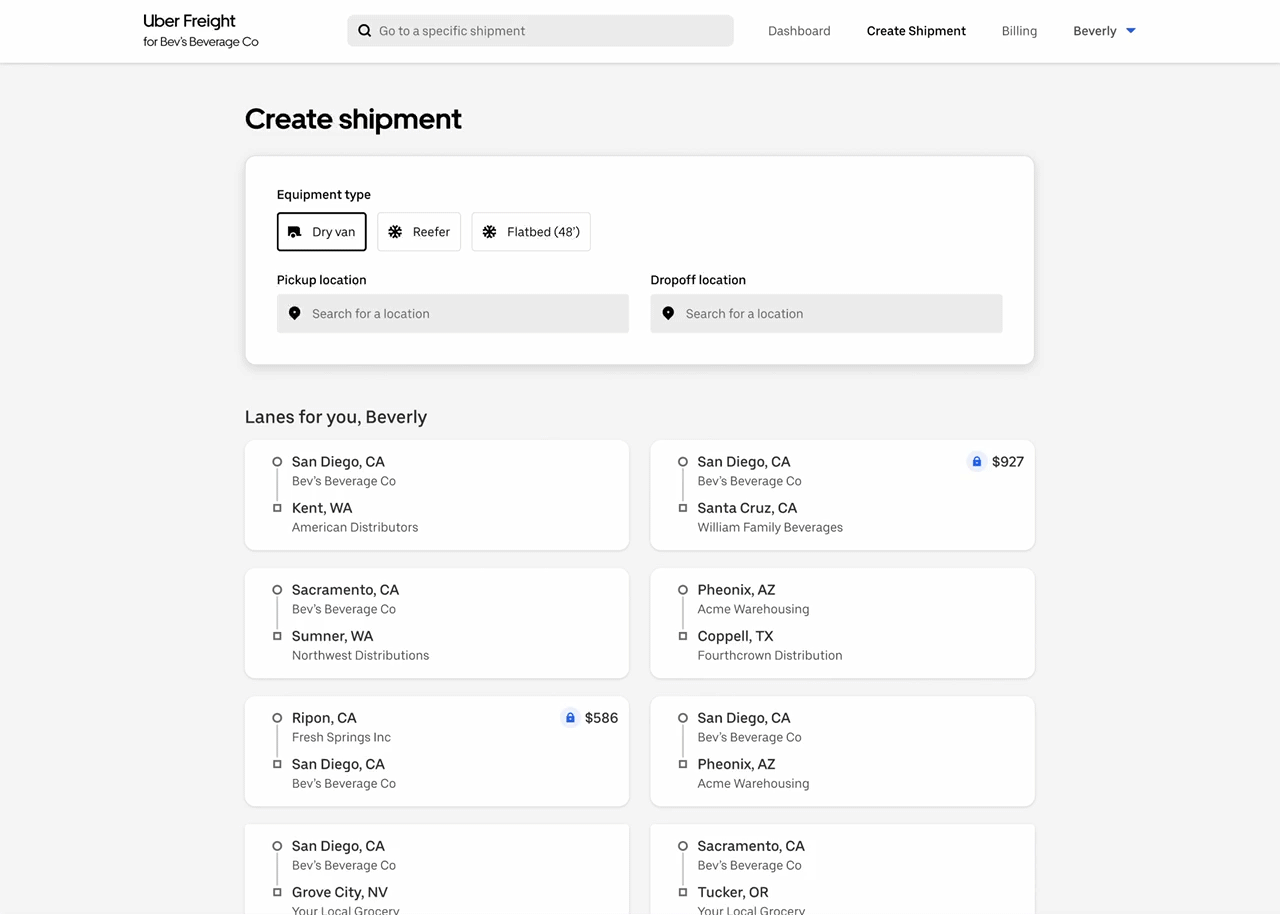 Uber Freight
for Bev's Beverage Co
Go to a specific shipment
Dashboard
Create Shipment
Billing
Beverly
Create shipment
Equipment type
Dry van
Reefer
Flatbed (48')
Pickup location
Dropoff location
Search for a location
Search for a location
Lanes for you, Beverly
San Diego, CA
Bev's Beverage Co
Kent, WA
American Distributors
San Diego, CA
$927
Bev's Beverage Co
Santa Cruz, CA
William Family Beverages
Sacramento, CA
Bev's Beverage Co
Sumner, WA
Northwest Distributions
Pheonix, AZ
Acme Warehousing
Coppell, TX
Fourthcrown Distribution
Ripon, CA
$586
Fresh Springs Inc
San Diego, CA
Bev's Beverage Co
San Diego, CA
Bev's Beverage Co
Pheonix, AZ
Acme Warehousing
San Diego, CA
Bev's Beverage Co
Grove City, NV
Your Local Grocery
Sacramento, CA
Bev's Beverage Co
Tucker, OR
Your Local Grocery